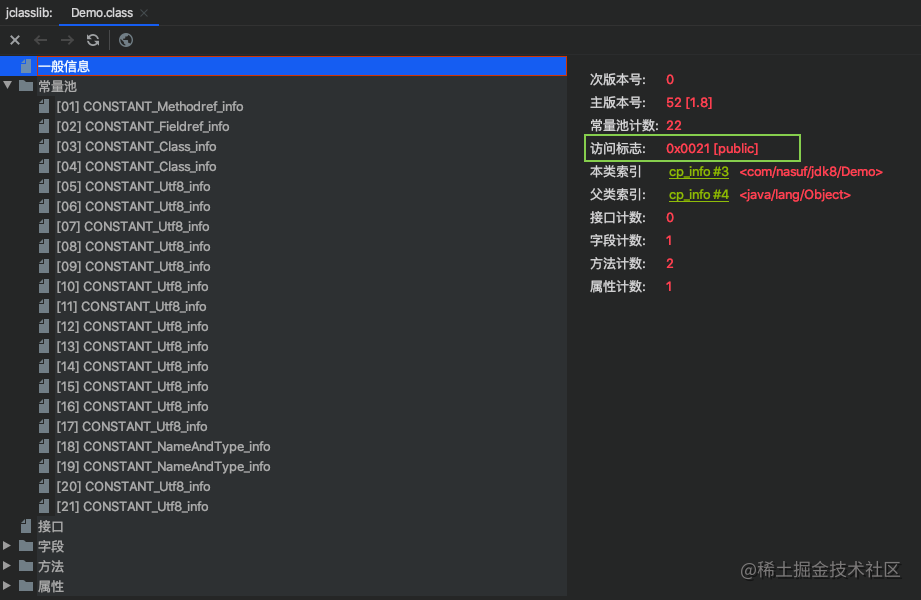 jclasslib: Demo.class
一般信息
常量池
[01] CONSTANT_Methodref_info
[02] CONSTANT_Fieldref_info
[03] CONSTANT_Class_info
[04] CONSTANT_Class_info
[05] CONSTANT_Utf8_info
[06] CONSTANT_Utf8_info
[07] CONSTANT_Utf8_info
[08] CONSTANT_Utf8_info
[09] CONSTANT_Utf8_info
[10] CONSTANT_Utf8_info
[11] CONSTANT_Utf8_info
[12] CONSTANT_Utf8_info
[13] CONSTANT_Utf8_info
[14] CONSTANT_Utf8_info
[15] CONSTANT_Utf8_info
[16] CONSTANT_Utf8_info
[17] CONSTANT_Utf8_info
[18] CONSTANT_NameAndType_info
[19] CONSTANT_NameAndType_info
[20] CONSTANT_Utf8_info
[21] CONSTANT_Utf8_info
接口
字段
方法
属性
次版本号: 0
主版本号: 52 [1.8]
常量池计数: 22
访问标志: 0x0021 [public]
本类索引 cp_info #3 <com/nasuf/jdk8/Demo>
父类索引: cp_info #4 <java/lang/Object>
接口计数: 0
字段计数: 1
方法计数: 2
属性计数: 1
@稀土掘金技术社区